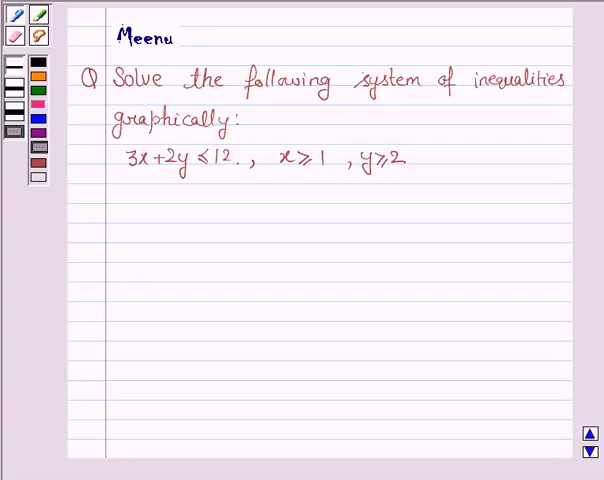 Meenu
Q Solve the following system of inequalities
graphically:
3x+2y ≤ 12. , x ≥ 1 , y ≥ 2